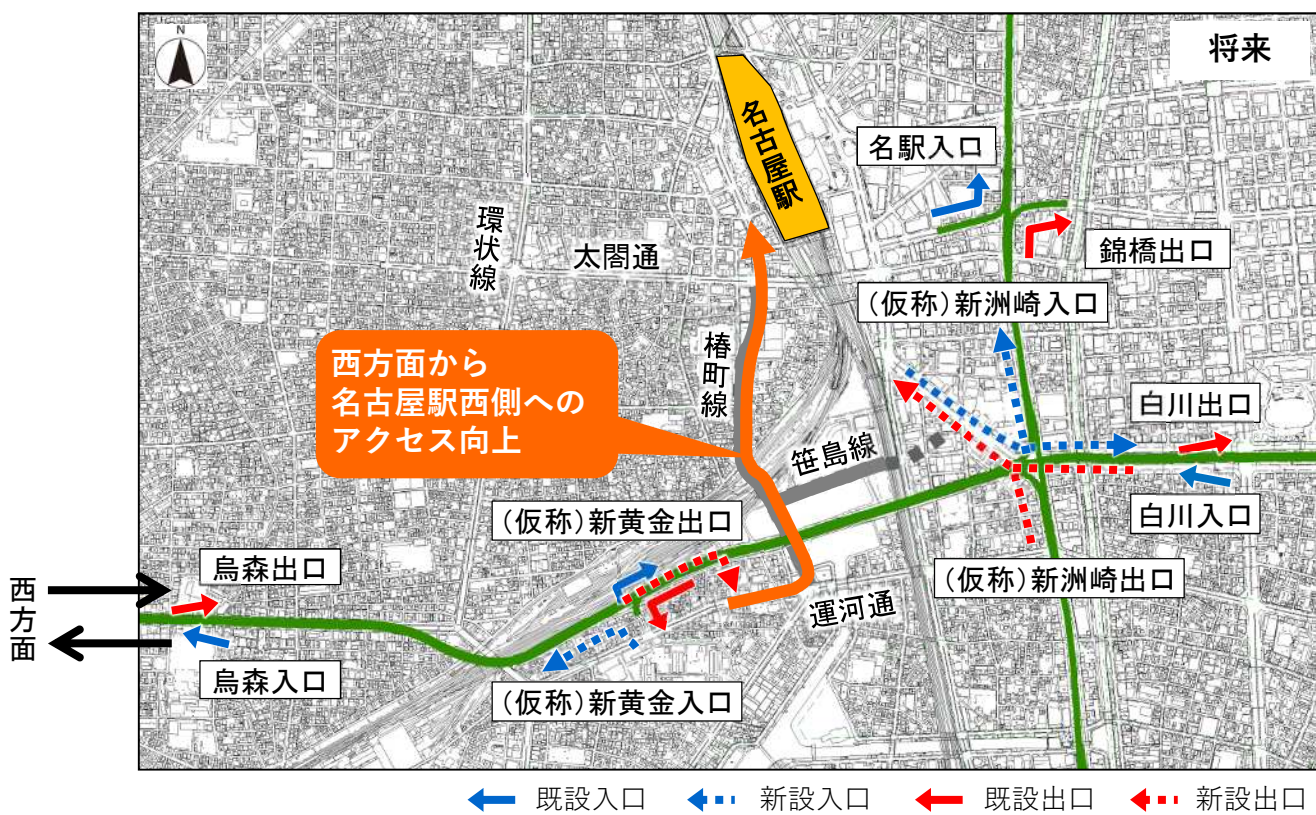 N
将来
名古屋駅
名駅入口
環状線
太閤通
錦橋出口
(仮称)新洲崎入口
椿町線
西方面から
名古屋駅西側への
アクセス向上
白川出口
笹島線
(仮称)新黄金出口
白川入口
烏森出口
(仮称)新洲崎出口
西方面
運河通
烏森入口
(仮称)新黄金入口
既設入口
新設入口
既設出口
新設出口